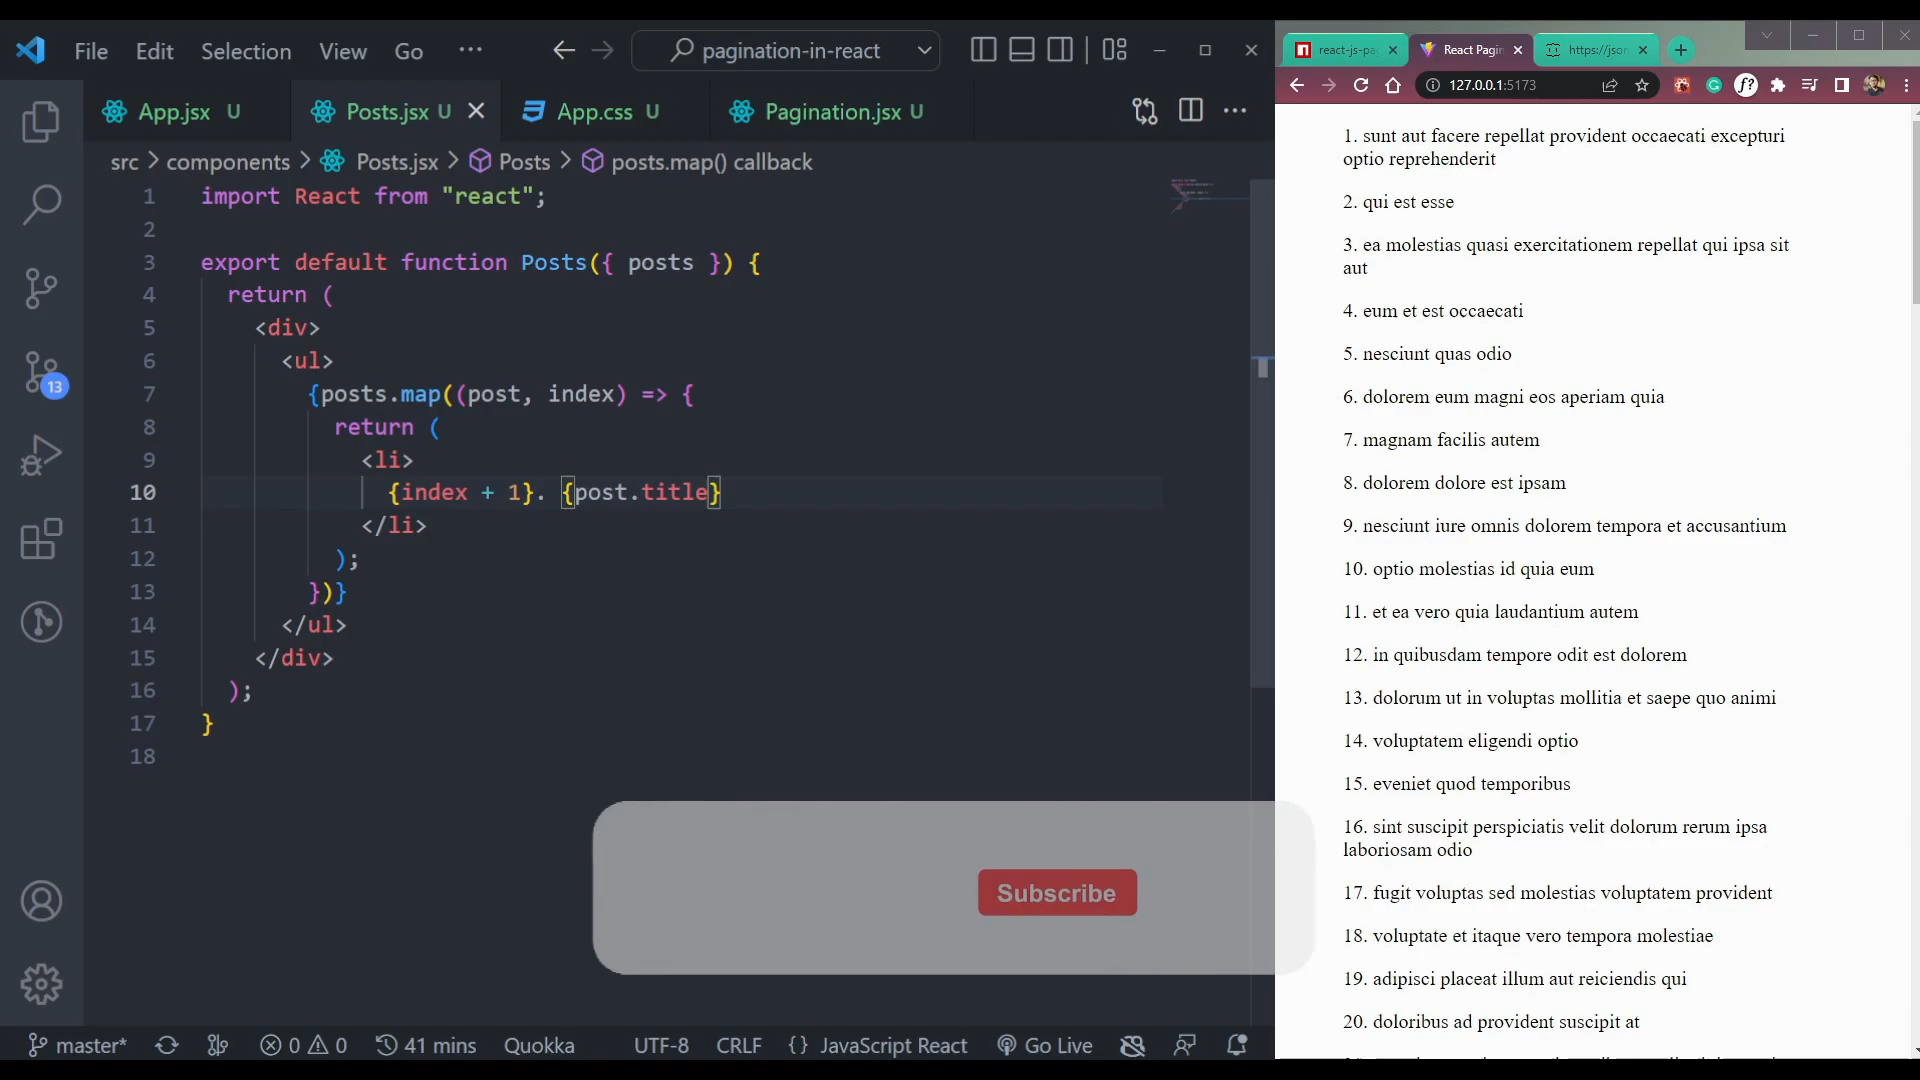 File Edit Selection View Go ··· pagination-in-react
App.jsx U Posts.jsx U App.css U Pagination.jsx U
src > components > Posts.jsx > Posts > posts.map() callback
1 import React from "react";
2
3 export default function Posts({ posts }) {
4 return (
5 <div>
6 <ul>
7 {posts.map((post, index) => {
8 return (
9 <li>
10 {index + 1}. {post.title}
11 </li>
12 );
13 })}
14 </ul>
15 </div>
16 );
17 }
18
13
Subscribe
master* 0 0 41 mins Quokka UTF-8 CRLF {} JavaScript React Go Live
react-js-pa React Pagin https://json
127.0.0.1:5173
1. sunt aut facere repellat provident occaecati excepturi
optio reprehenderit
2. qui est esse
3. ea molestias quasi exercitationem repellat qui ipsa sit
aut
4. eum et est occaecati
5. nesciunt quas odio
6. dolorem eum magni eos aperiam quia
7. magnam facilis autem
8. dolorem dolore est ipsam
9. nesciunt iure omnis dolorem tempora et accusantium
10. optio molestias id quia eum
11. et ea vero quia laudantium autem
12. in quibusdam tempore odit est dolorem
13. dolorum ut in voluptas mollitia et saepe quo animi
14. voluptatem eligendi optio
15. eveniet quod temporibus
16. sint suscipit perspiciatis velit dolorum rerum ipsa
laboriosam odio
17. fugit voluptas sed molestias voluptatem provident
18. voluptate et itaque vero tempora molestiae
19. adipisci placeat illum aut reiciendis qui
20. doloribus ad provident suscipit at